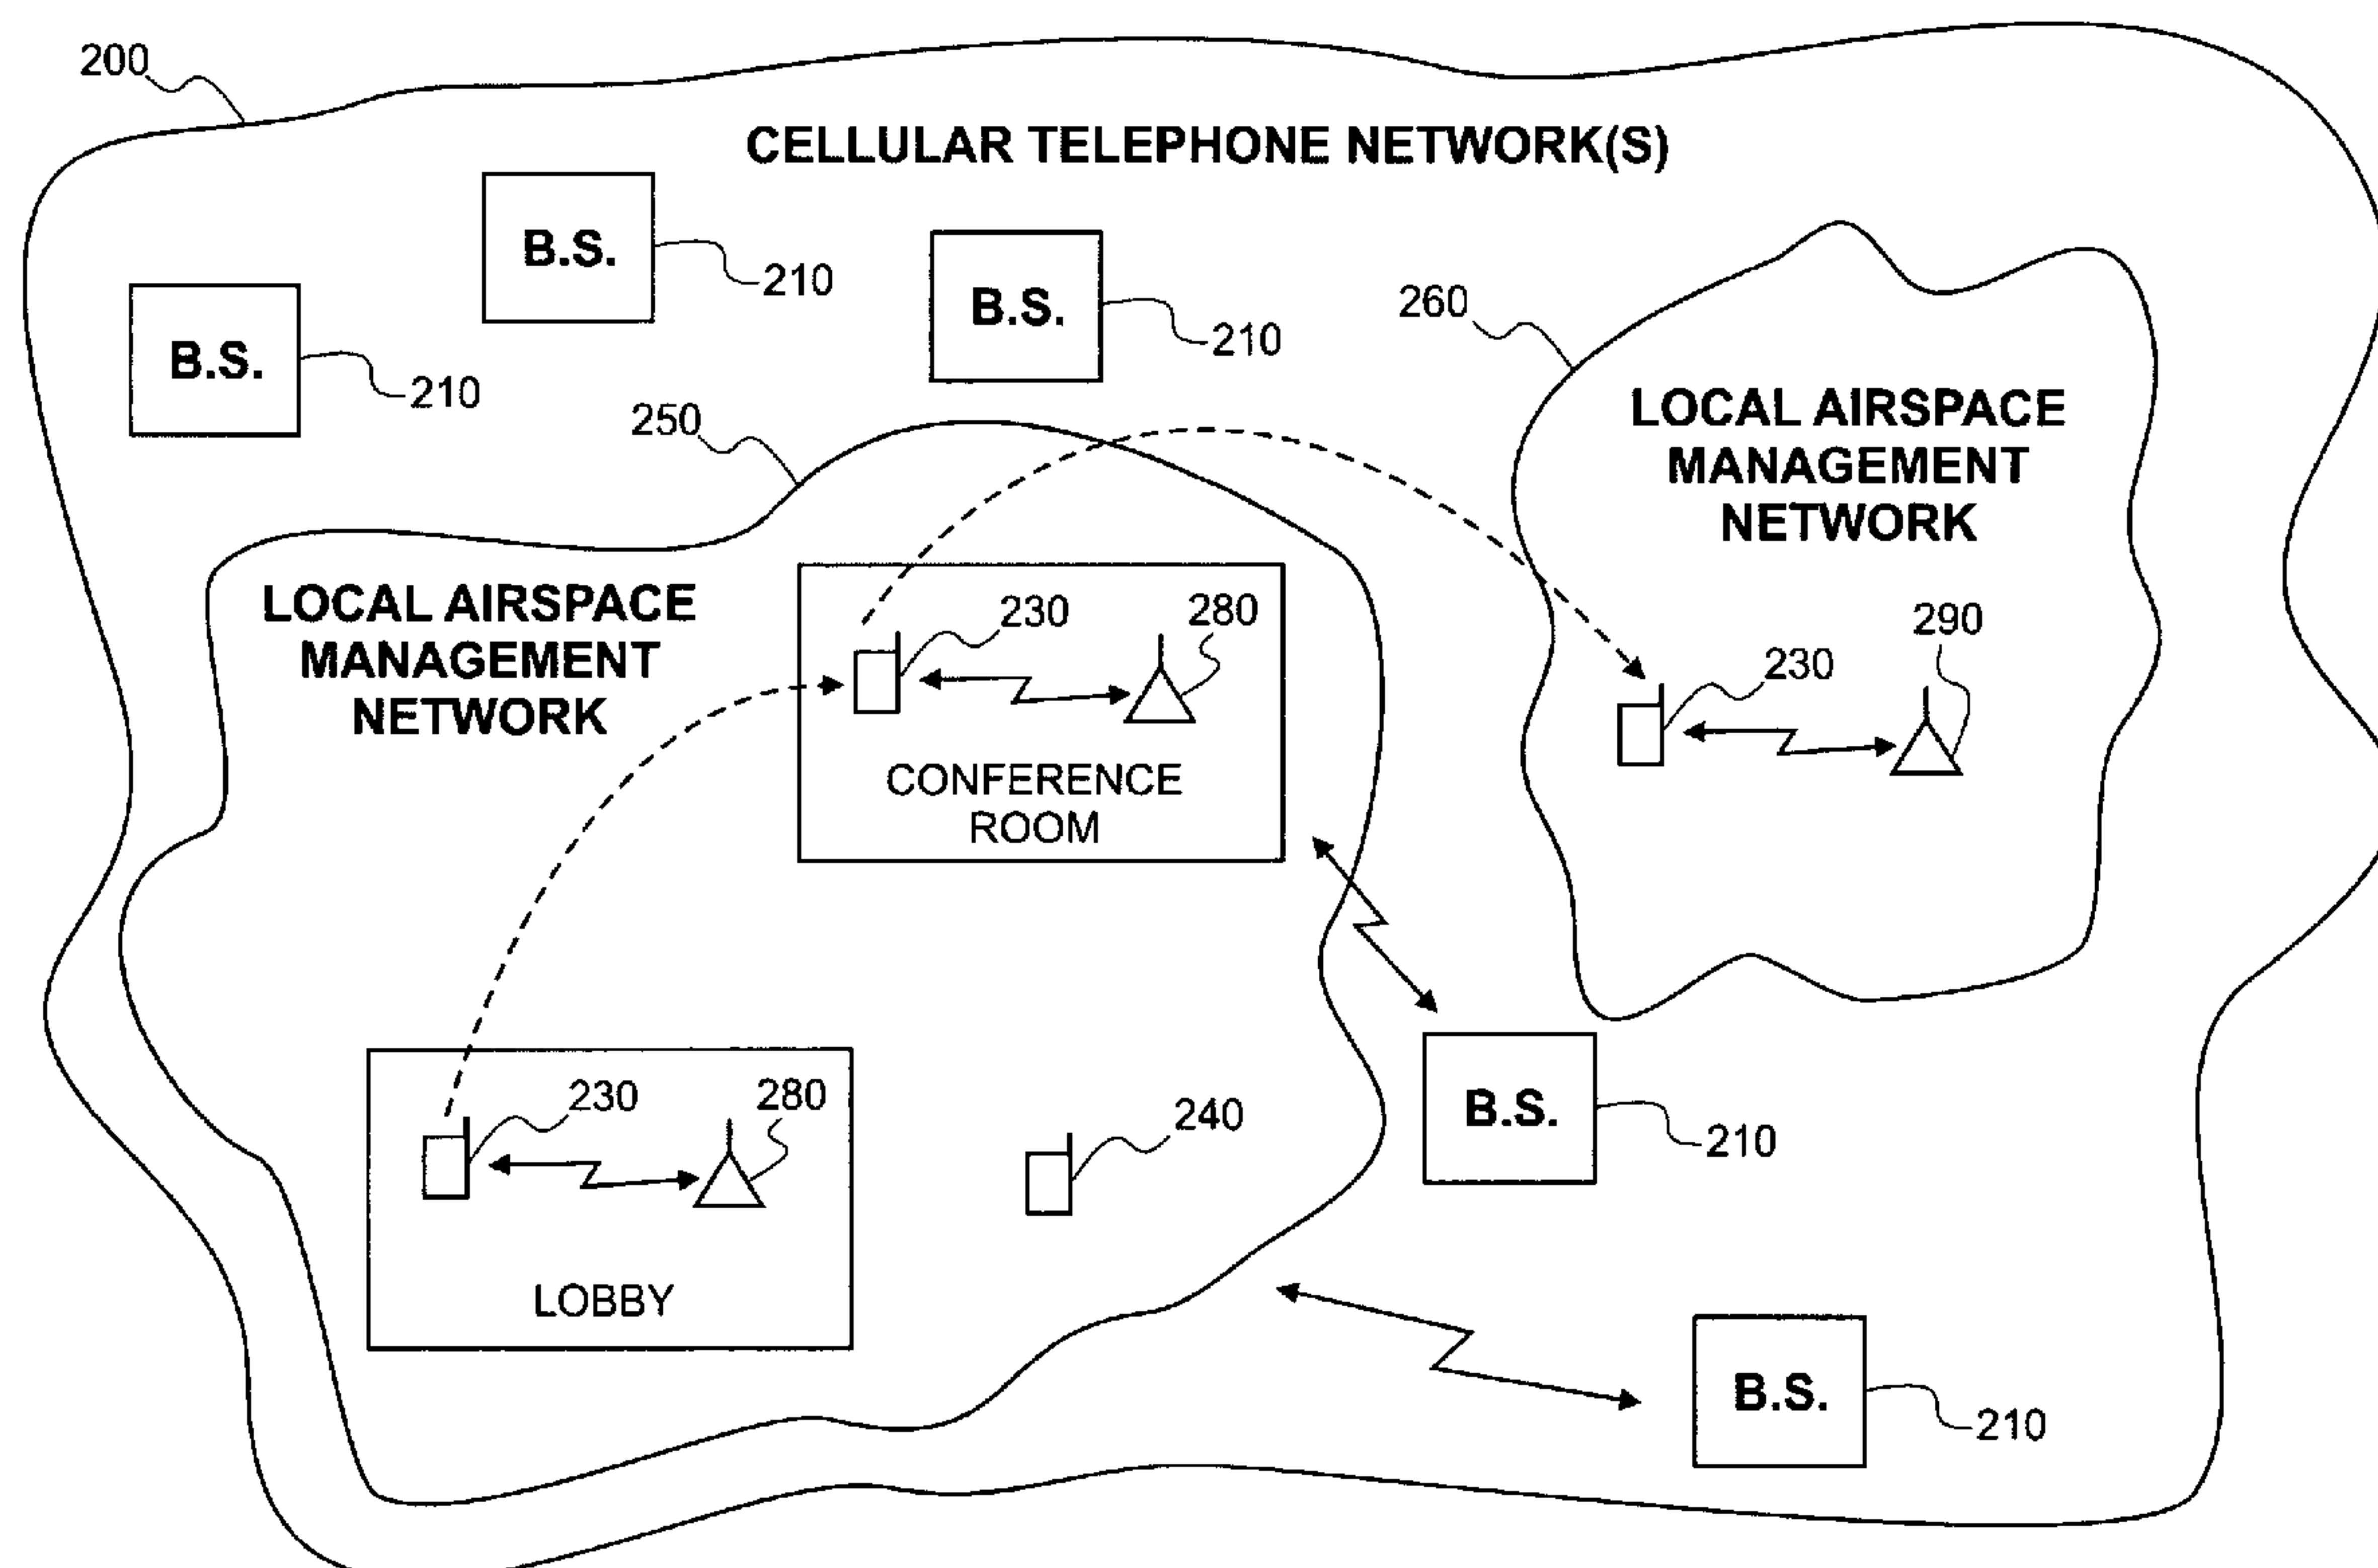 200
CELLULAR TELEPHONE NETWORK(S)
B.S.
210
B.S.
210
B.S.
210
260
250
LOCAL AIRSPACE
MANAGEMENT
NETWORK
LOCAL AIRSPACE
MANAGEMENT
NETWORK
230
280
CONFERENCE
ROOM
230
290
230
280
LOBBY
240
B.S.
210
B.S.
210